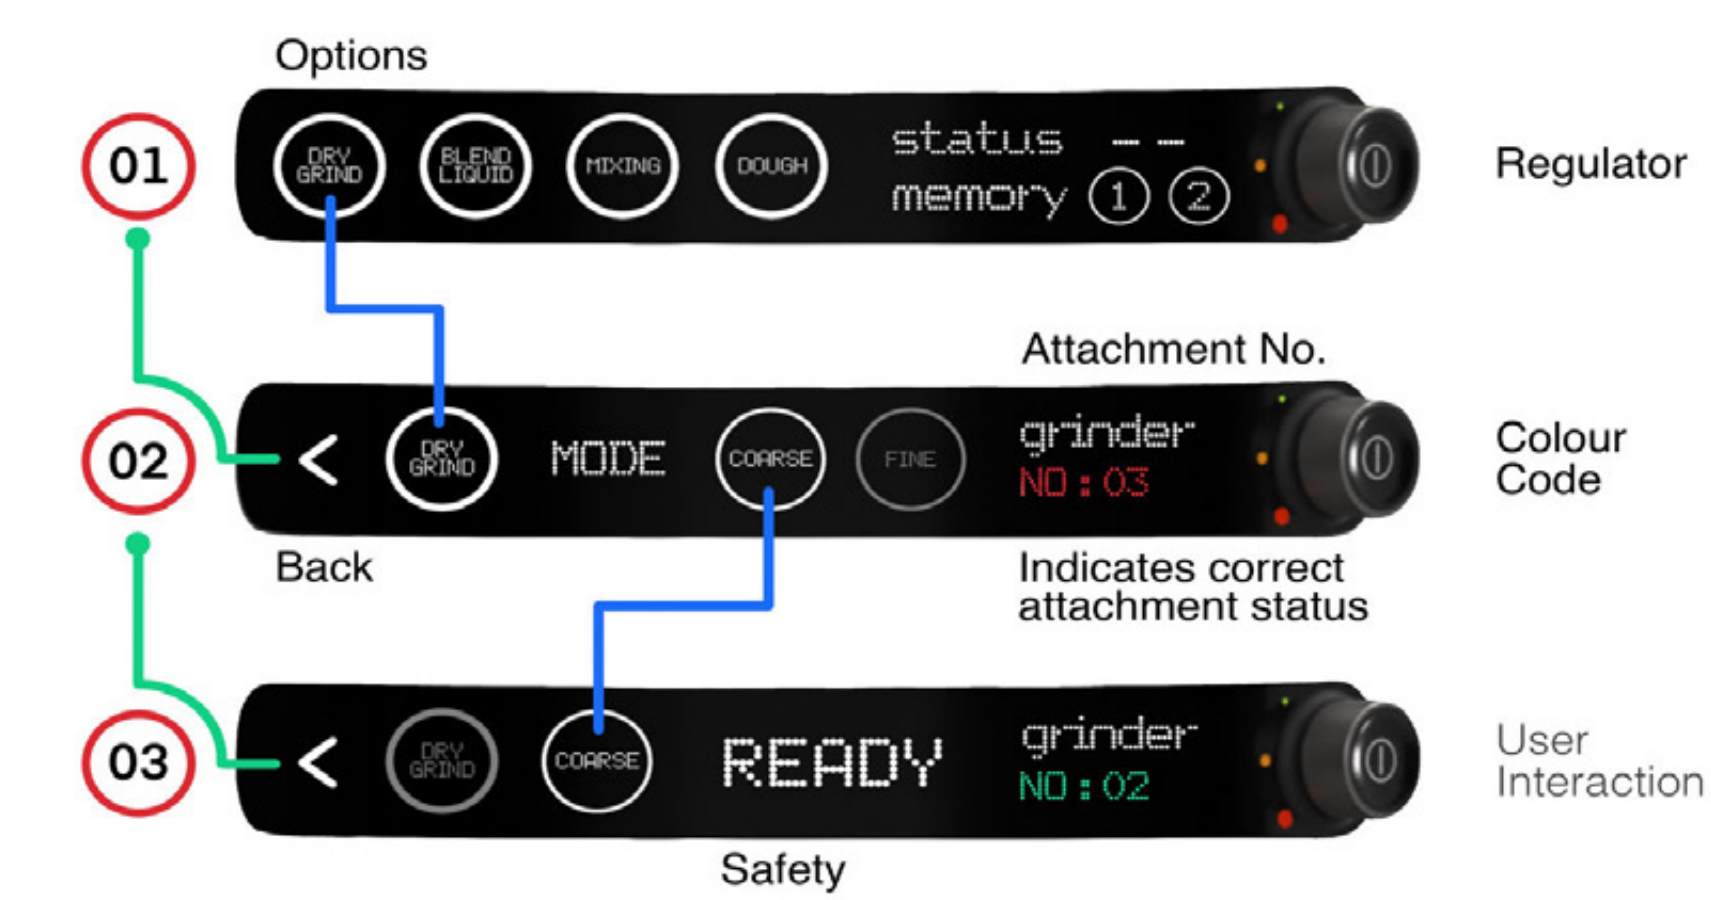 Options
01
DRY
GRIND
BLEND
LIQUID
MIXING
DOUGH
status --
memory 1 2
Regulator
Attachment No.
02
<
DRY
GRIND
MODE
COARSE
FINE
grinder
NO:03
Colour
Code
Back
Indicates correct
attachment status
03
<
DRY
GRIND
COARSE
READY
grinder
NO:02
User
Interaction
Safety